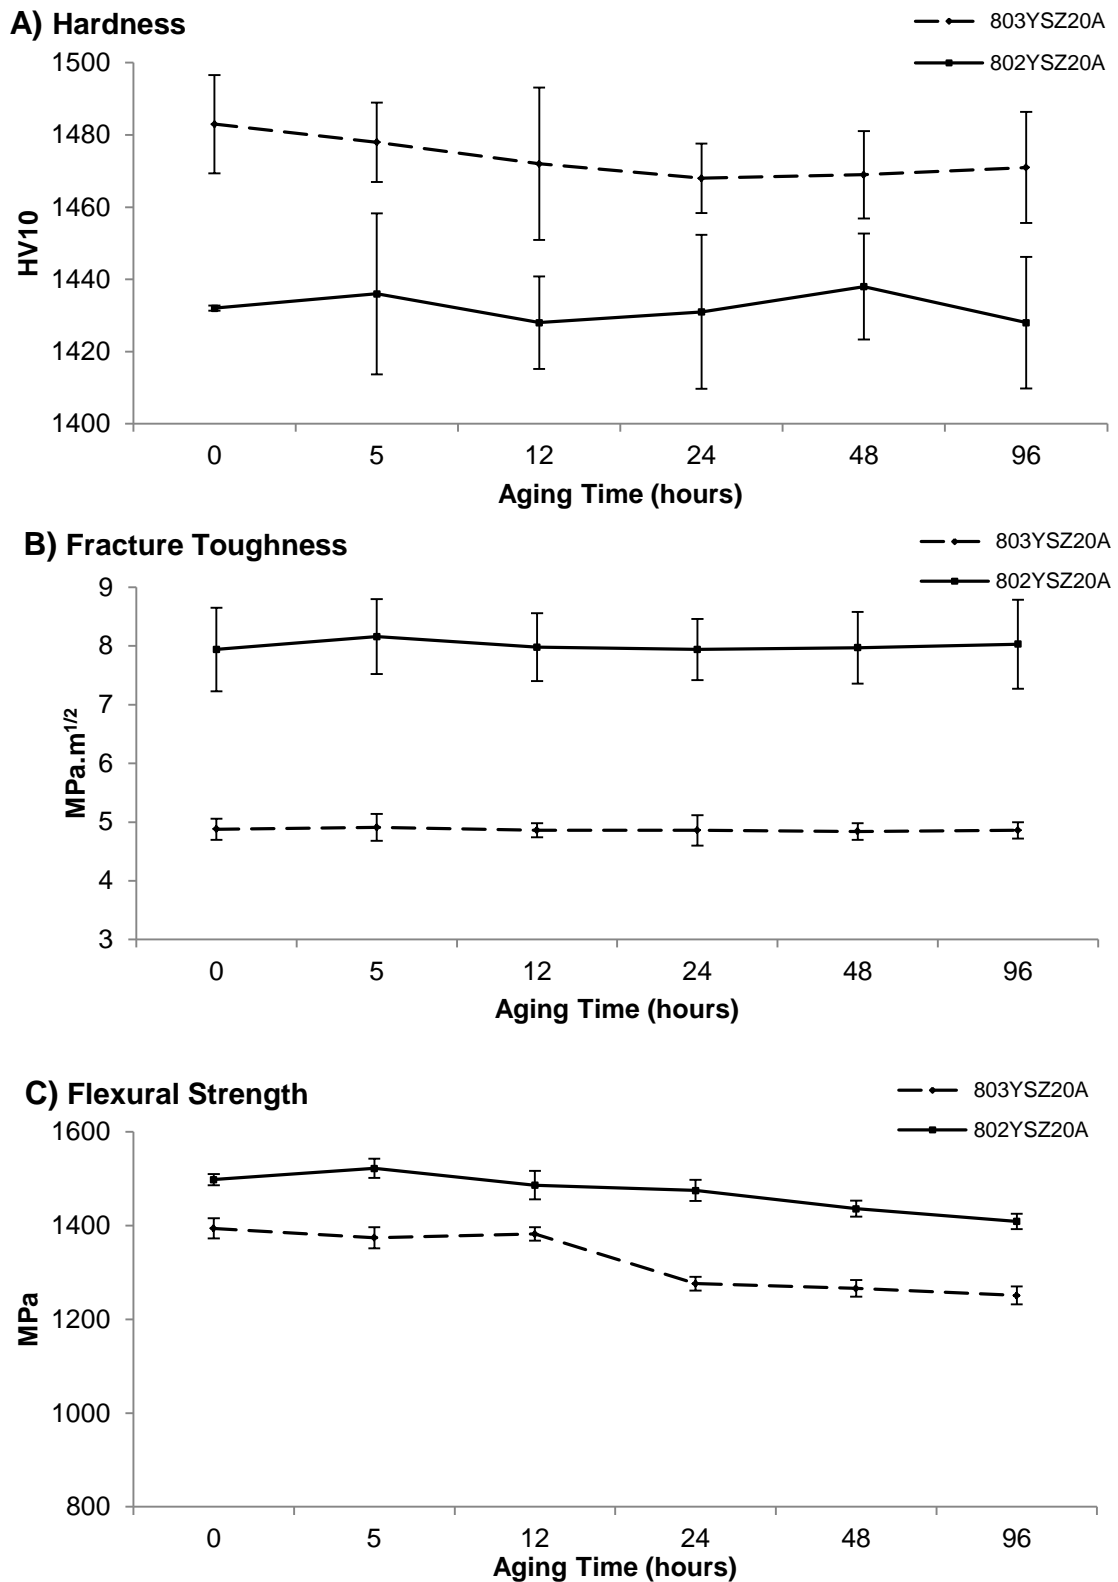 A) Hardness
803YSZ20A
802YSZ20A
1500
1480
1460
1440
1420
1400
HV10
0 5 12 24 48 96
Aging Time (hours)
B) Fracture Toughness
803YSZ20A
802YSZ20A
9
8
7
6
5
4
3
MPa.m1/2
0 5 12 24 48 96
Aging Time (hours)
C) Flexural Strength
803YSZ20A
802YSZ20A
1600
1400
1200
1000
800
MPa
0 5 12 24 48 96
Aging Time (hours)